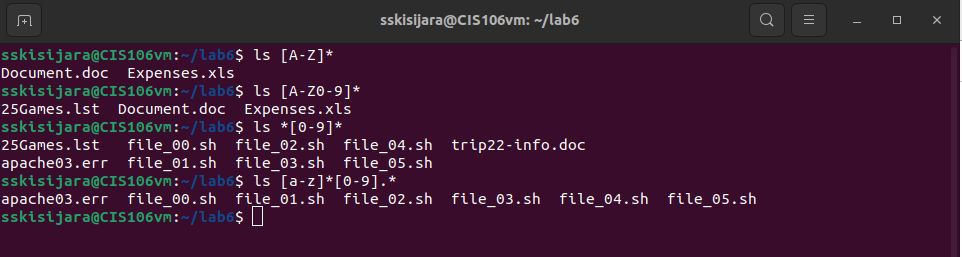 sskisijara@CIS106vm: ~/lab6
sskisijara@CIS106vm:~/lab6$ ls [A-Z]*
Document.doc  Expenses.xls
sskisijara@CIS106vm:~/lab6$ ls [A-Z0-9]*
25Games.lst  Document.doc  Expenses.xls
sskisijara@CIS106vm:~/lab6$ ls *[0-9]*
25Games.lst   file_00.sh  file_02.sh  file_04.sh  trip22-info.doc
apache03.err  file_01.sh  file_03.sh  file_05.sh
sskisijara@CIS106vm:~/lab6$ ls [a-z]*[0-9].*
apache03.err  file_00.sh  file_01.sh  file_02.sh  file_03.sh  file_04.sh  file_05.sh
sskisijara@CIS106vm:~/lab6$